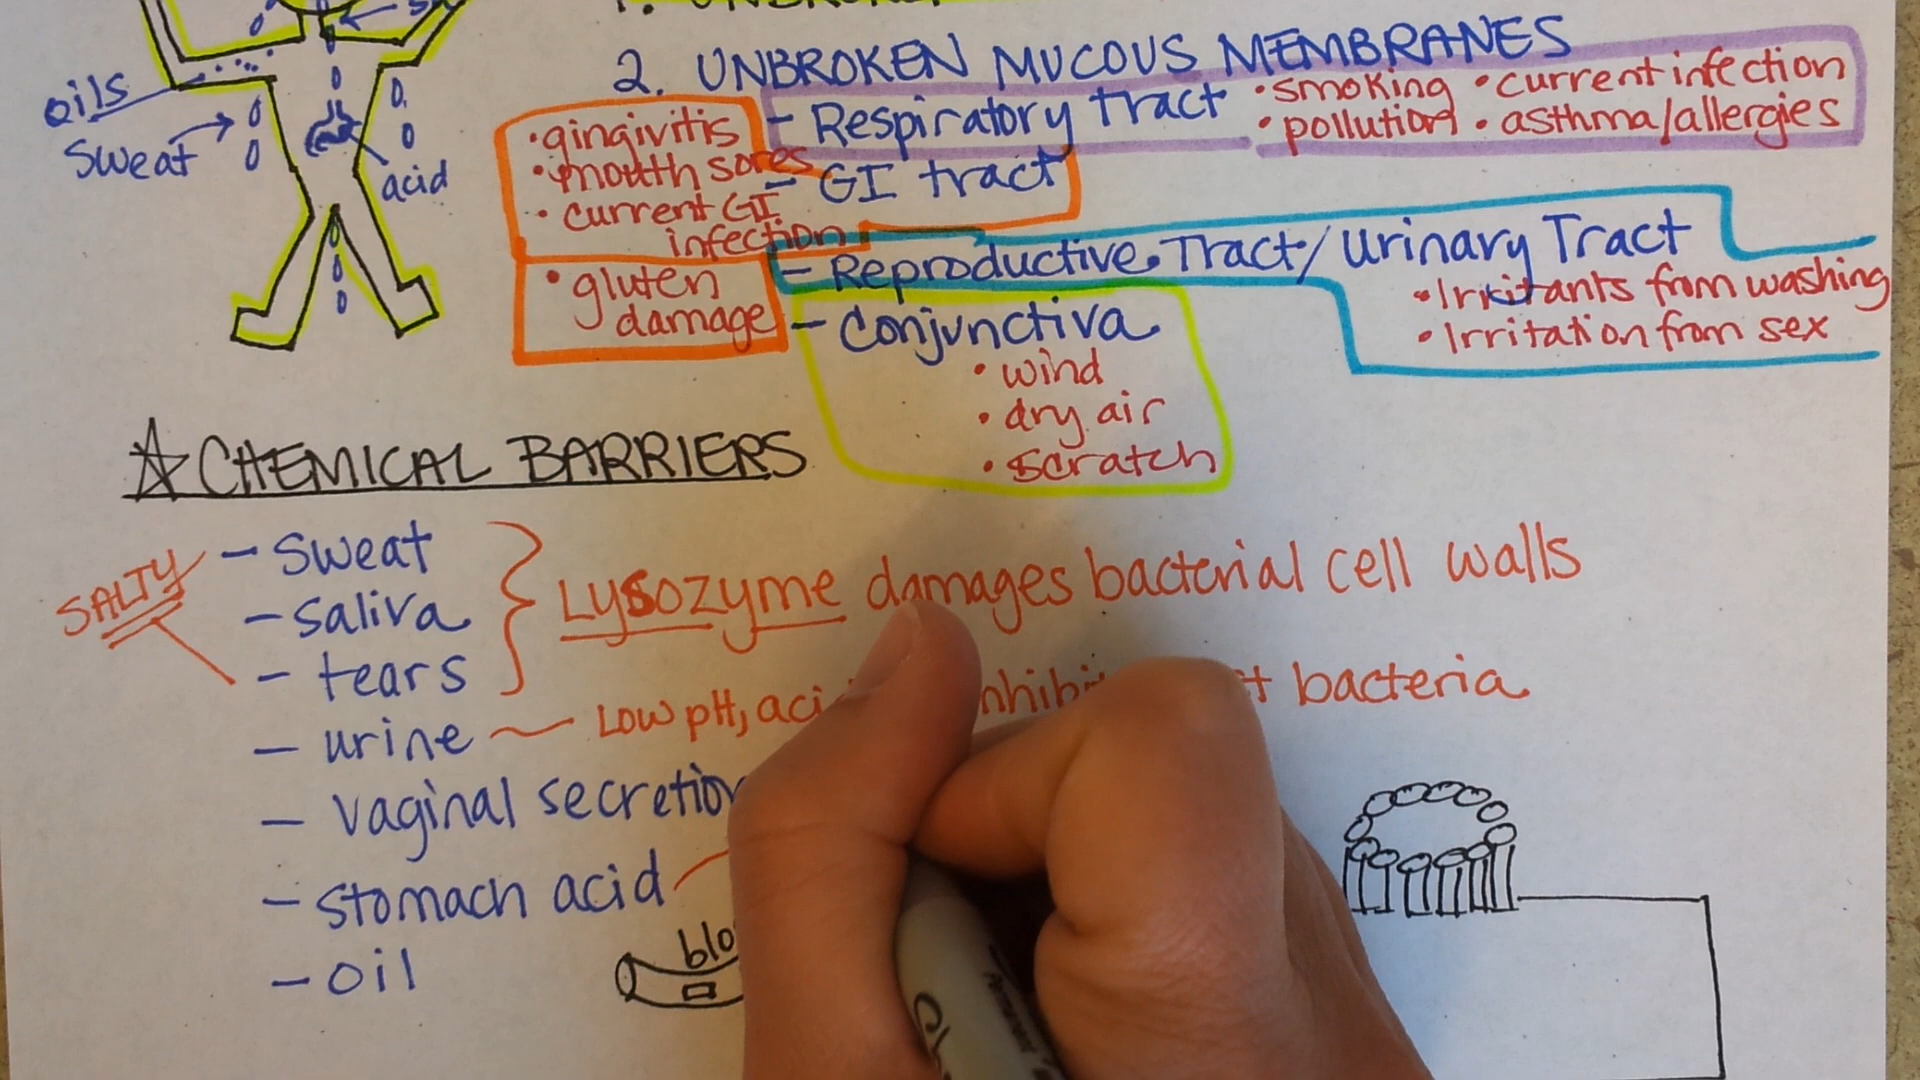 2. UNBROKEN MUCOUS MEMBRANES
oils
sweat
acid
- Respiratory tract
• smoking • current infection
• pollution • asthma/allergies
• gingivitis
• mouth sores
• current GI
infection
- GI tract
• gluten
damage
- Reproductive Tract/Urinary Tract
• Irritants from washing
• Irritation from sex
- Conjunctiva
• wind
• dry air
• scratch
☆ CHEMICAL BARRIERS
SALTY
- sweat
- saliva
- tears
Lysozyme damages bacterial cell walls
- urine ~ Low pH, bacteria
- vaginal
- stomach acid
- oil